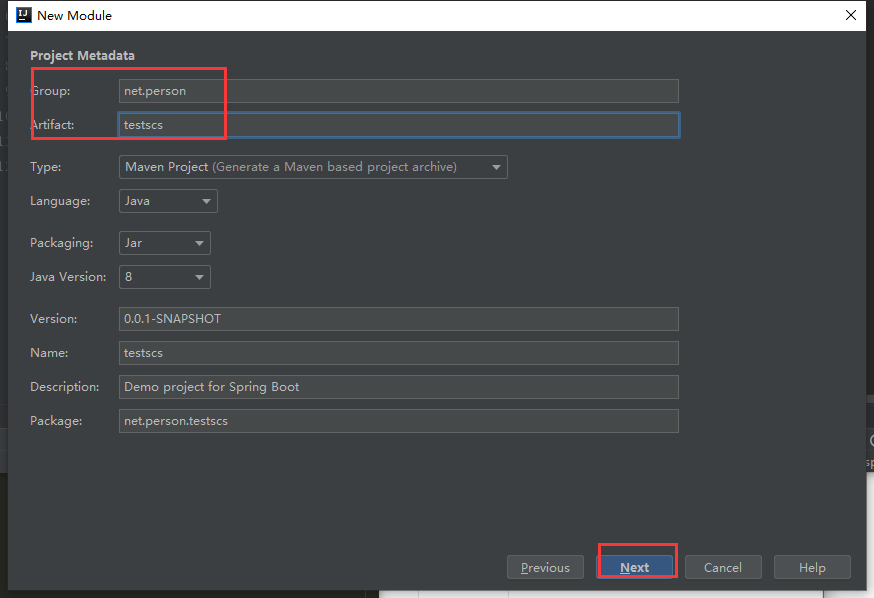 New Module
Project Metadata
Group: net.person
Artifact: testscs
Type: Maven Project (Generate a Maven based project archive)
Language: Java
Packaging: Jar
Java Version: 8
Version: 0.0.1-SNAPSHOT
Name: testscs
Description: Demo project for Spring Boot
Package: net.person.testscs
Previous Next Cancel Help